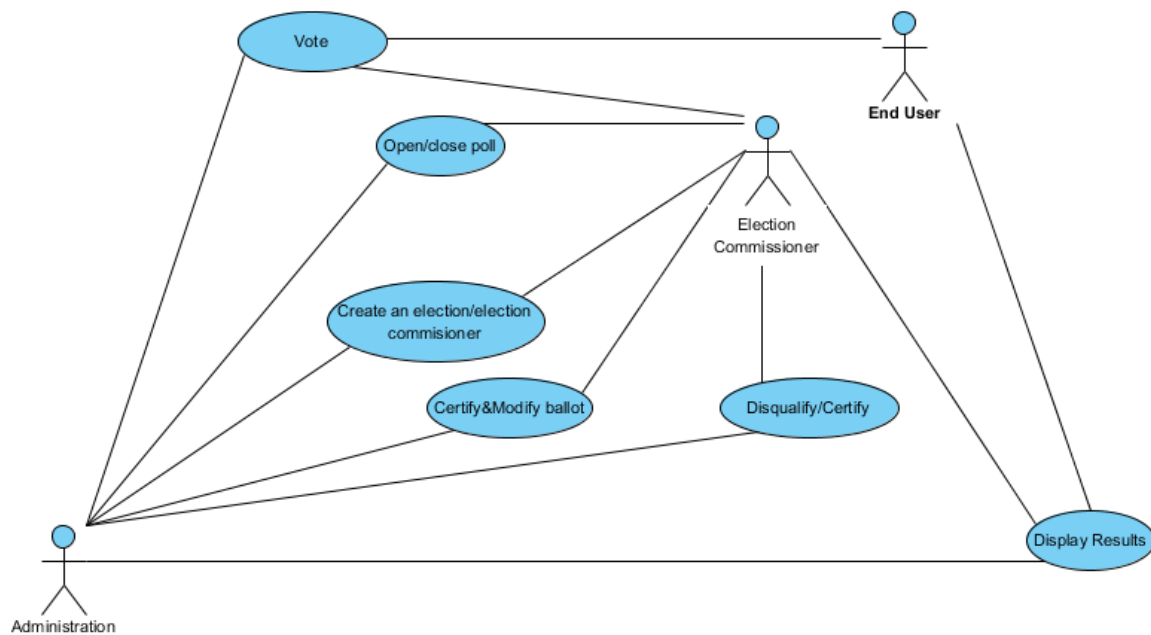 Vote
End User
Open/close poll
Election
Commissioner
Create an election/election
commisioner
Certify&Modify ballot
Disqualify/Certify
Display Results
Administration